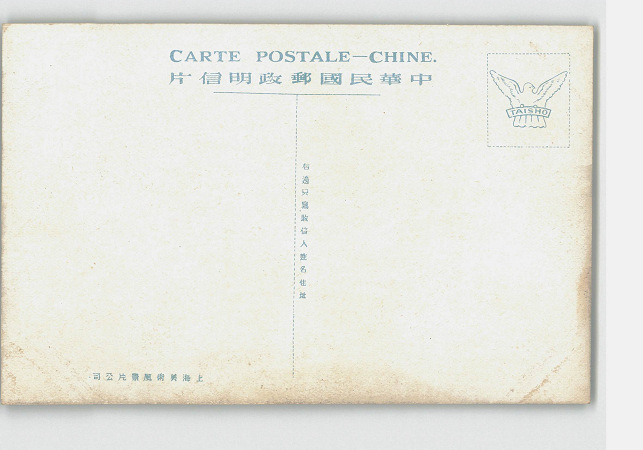 CARTE POSTALE—CHINE.
片信明政郵國民華中
TAISHO
右邊只寫收信人姓名住址
司公片畫風術美海上